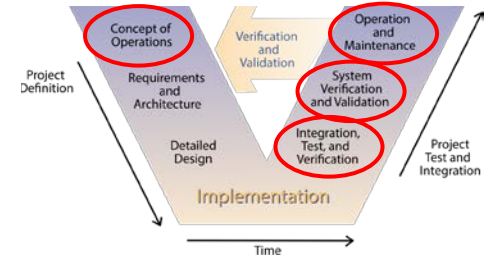 Concept of
Operations
Verification
and
Validation
Operation
and
Maintenance
Project
Definition
Requirements
and
Architecture
System
Verification
and Validation
Detailed
Design
Integration,
Test, and
Verification
Project
Test and
Integration
Implementation
Time